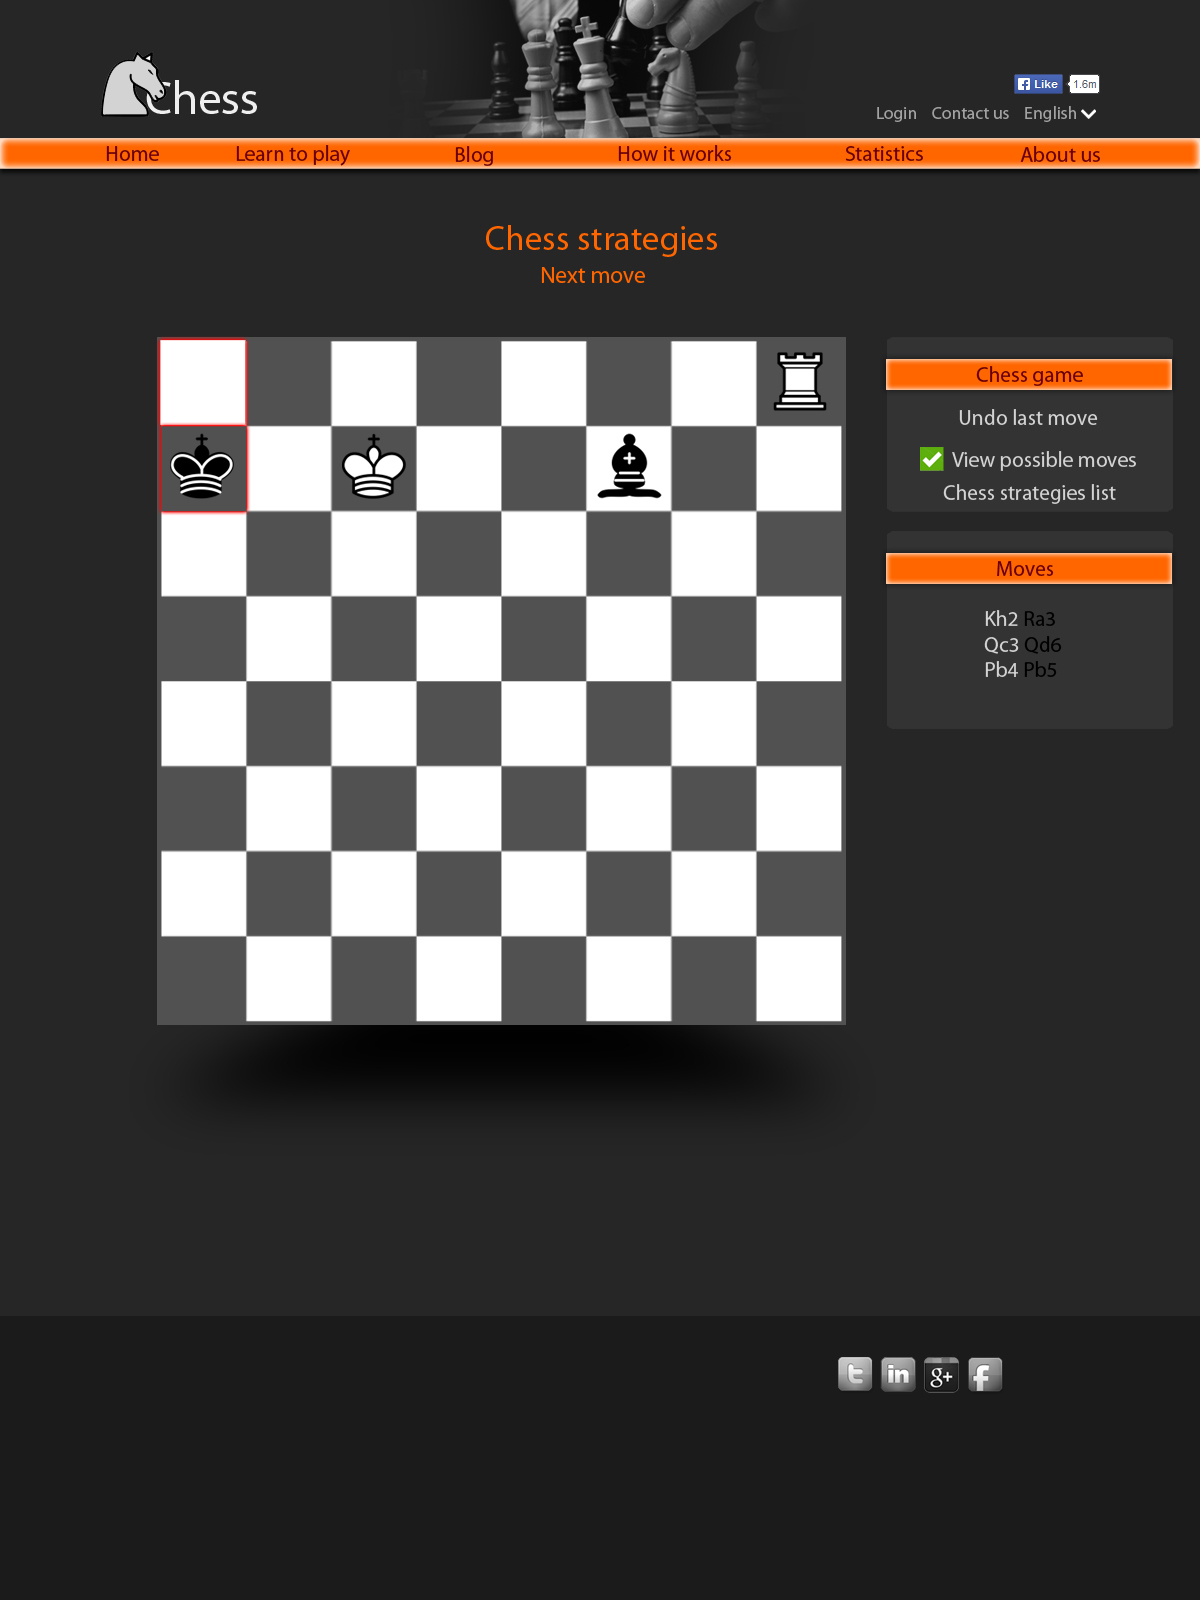 Chess
Like 1.6m
Login Contact us English
Home Learn to play Blog How it works Statistics About us
Chess strategies
Next move
Chess game
Undo last move
View possible moves
Chess strategies list
Moves
Kh2 Ra3
Qc3 Qd6
Pb4 Pb5
t in g+ f